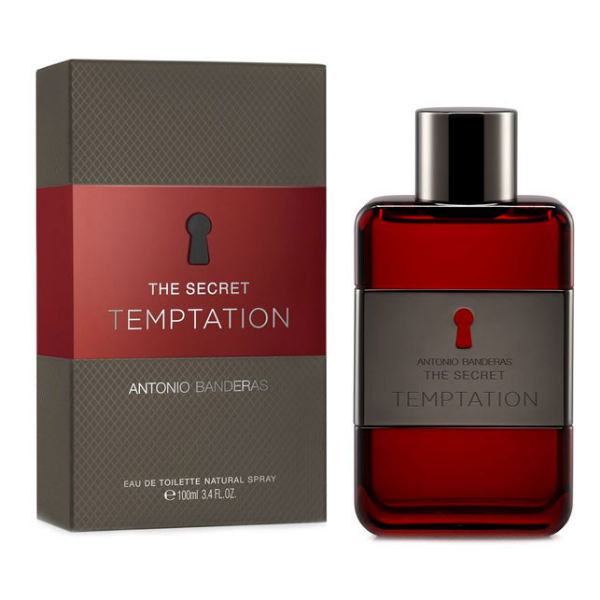 THE SECRET
TEMPTATION
ANTONIO BANDERAS
EAU DE TOILETTE NATURAL SPRAY
℮100ml 3.4 FL.OZ.
ANTONIO BANDERAS
THE SECRET
TEMPTATION